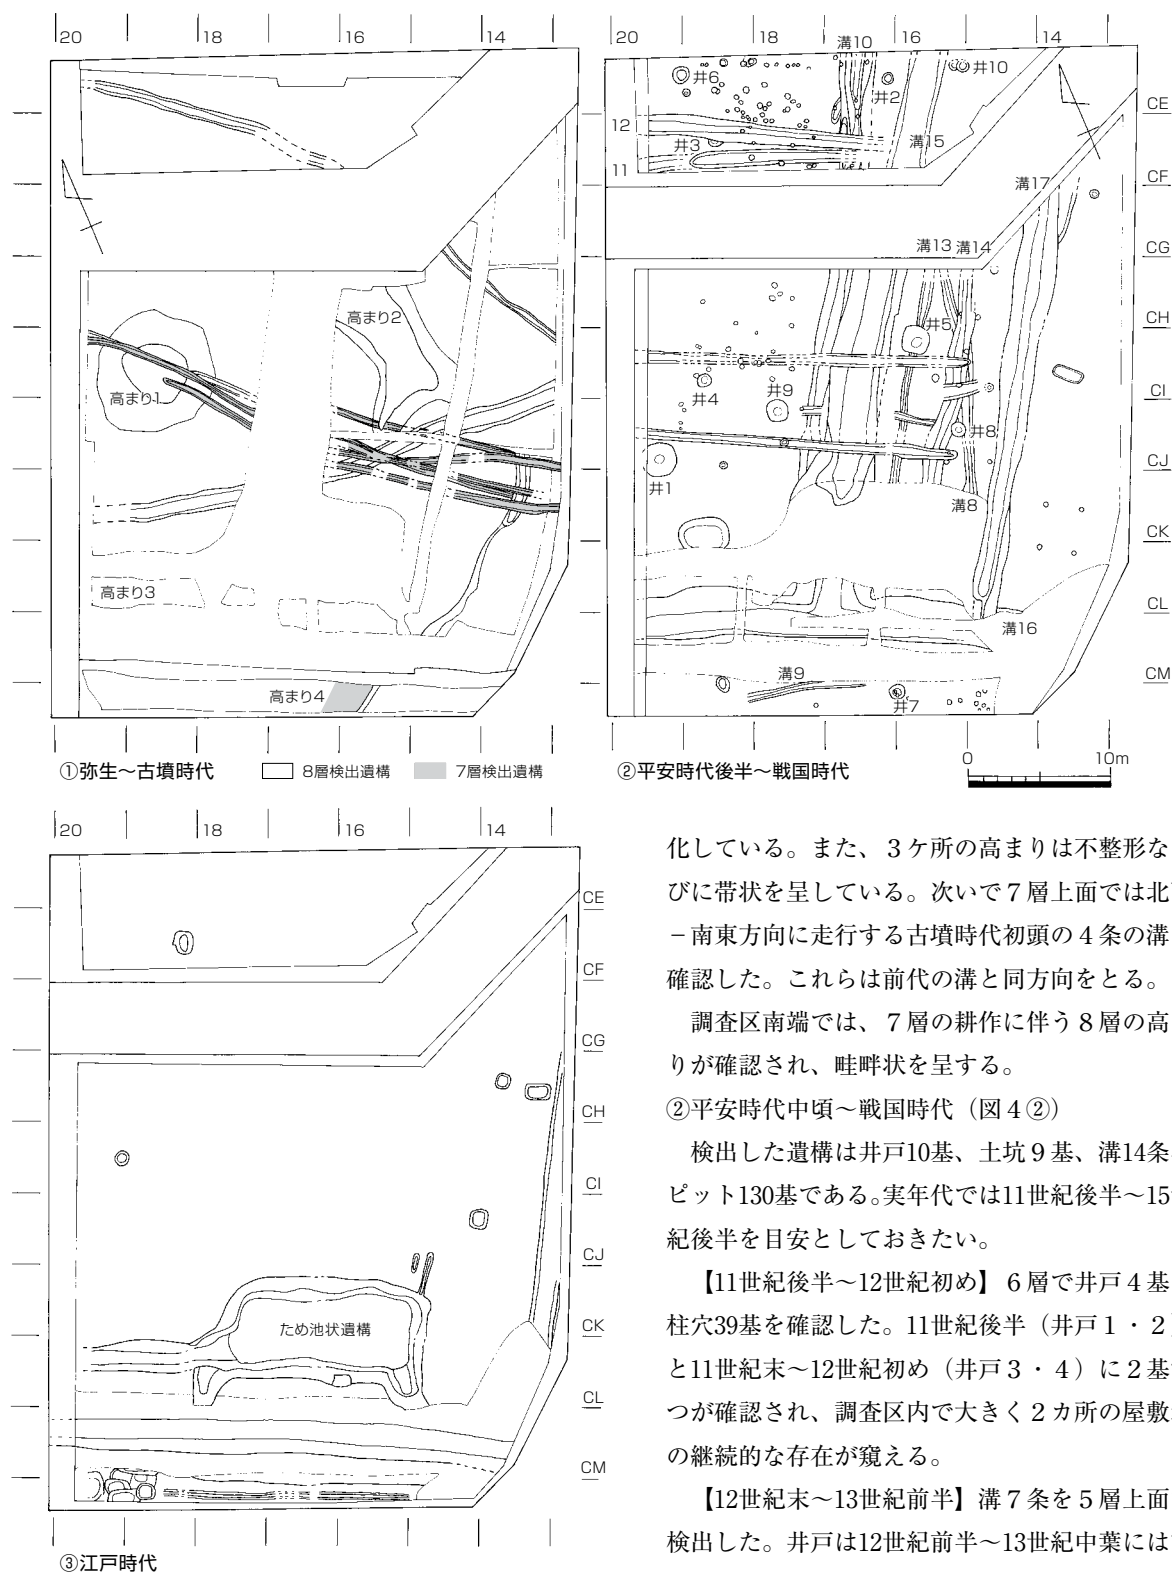 20 18 16 14
高まり2
高まり1
高まり3
高まり4
①弥生～古墳時代
8層検出遺構 7層検出遺構
20 18 溝10 16 14
井6 井2 井10
12 溝15
井3
11
溝17
溝13 溝14
井5
井4 井9
井8
井1
溝8
溝16
溝9
井7
CE
CF
CG
CH
CI
CJ
CK
CL
CM
②平安時代後半～戦国時代
0 10m
20 18 16 14
CE
CF
CG
CH
CI
CJ
CK
CL
CM
ため池状遺構
③江戸時代
化している。また、３ケ所の高まりは不整形な
びに帯状を呈している。次いで７層上面では北
－南東方向に走行する古墳時代初頭の４条の溝
確認した。これらは前代の溝と同方向をとる。
調査区南端では、７層の耕作に伴う８層の高
りが確認され、畦畔状を呈する。
②平安時代中頃～戦国時代（図４②）
検出した遺構は井戸10基、土坑９基、溝14条
ピット130基である。実年代では11世紀後半～15
紀後半を目安としておきたい。
【11世紀後半～12世紀初め】６層で井戸４基
柱穴39基を確認した。11世紀後半（井戸１・２
と11世紀末～12世紀初め（井戸３・４）に２基
つが確認され、調査区内で大きく２カ所の屋敷
の継続的な存在が窺える。
【12世紀末～13世紀前半】溝７条を５層上面
検出した。井戸は12世紀前半～13世紀中葉には